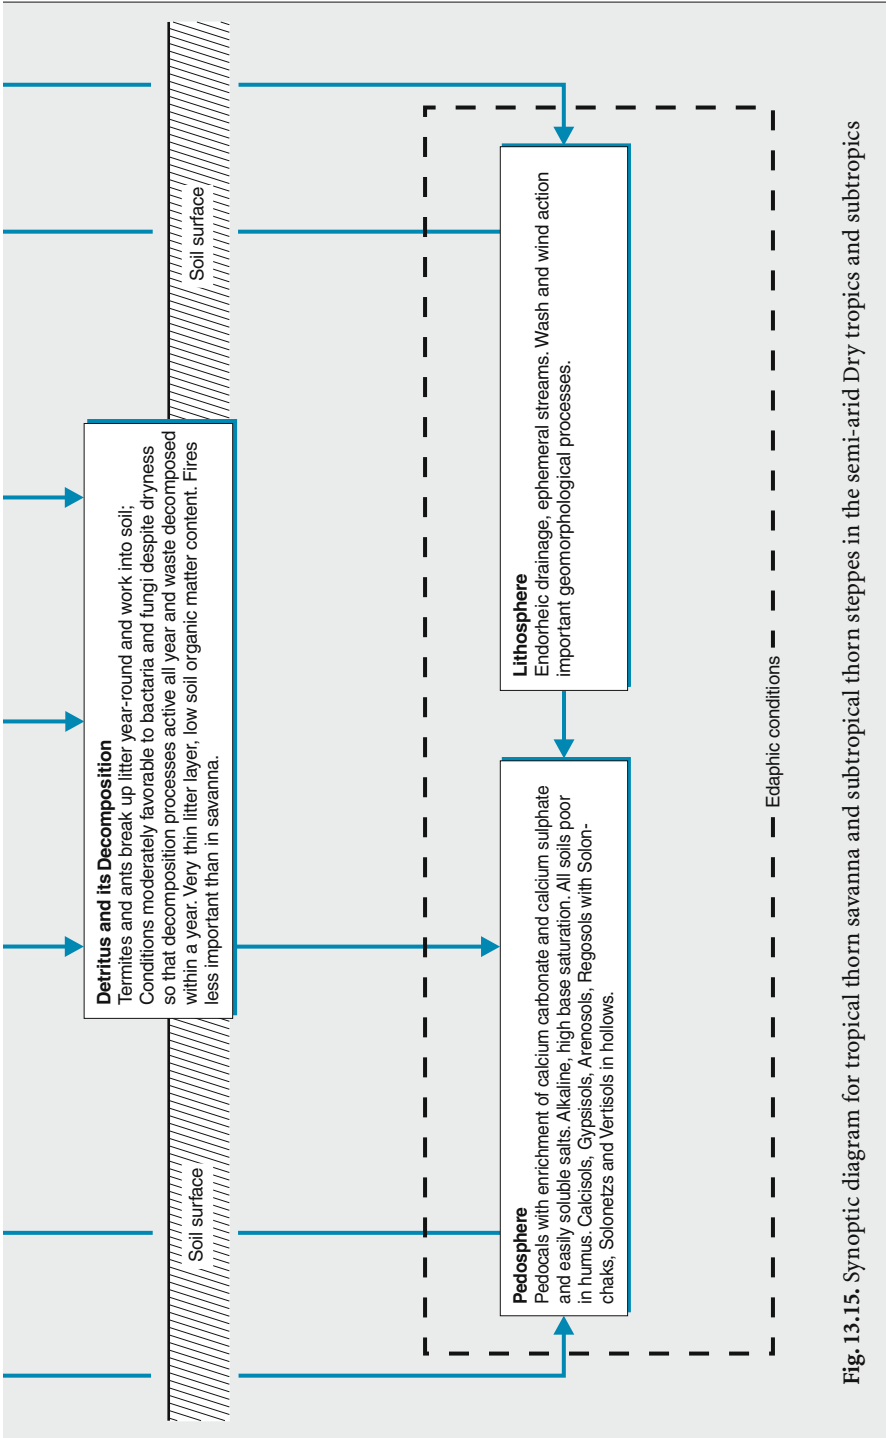 Detritus and its Decomposition
Termites and ants break up litter year-round and work into soil;
Conditions moderately favorable to bactaria and fungi despite dryness
so that decomposition processes active all year and waste decomposed
within a year. Very thin litter layer, low soil organic matter content. Fires
less important than in savanna.
Soil surface
Soil surface
Pedosphere
Pedocals with enrichment of calcium carbonate and calcium sulphate
and easily soluble salts. Alkaline, high base saturation. All soils poor
in humus. Calcisols, Gypsisols, Arenosols, Regosols with Solon-
chaks, Solonetzs and Vertisols in hollows.
Lithosphere
Endorheic drainage, ephemeral streams. Wash and wind action
important geomorphological processes.
Edaphic conditions
Fig. 13.15. Synoptic diagram for tropical thorn savanna and subtropical thorn steppes in the semi-arid Dry tropics and subtropics